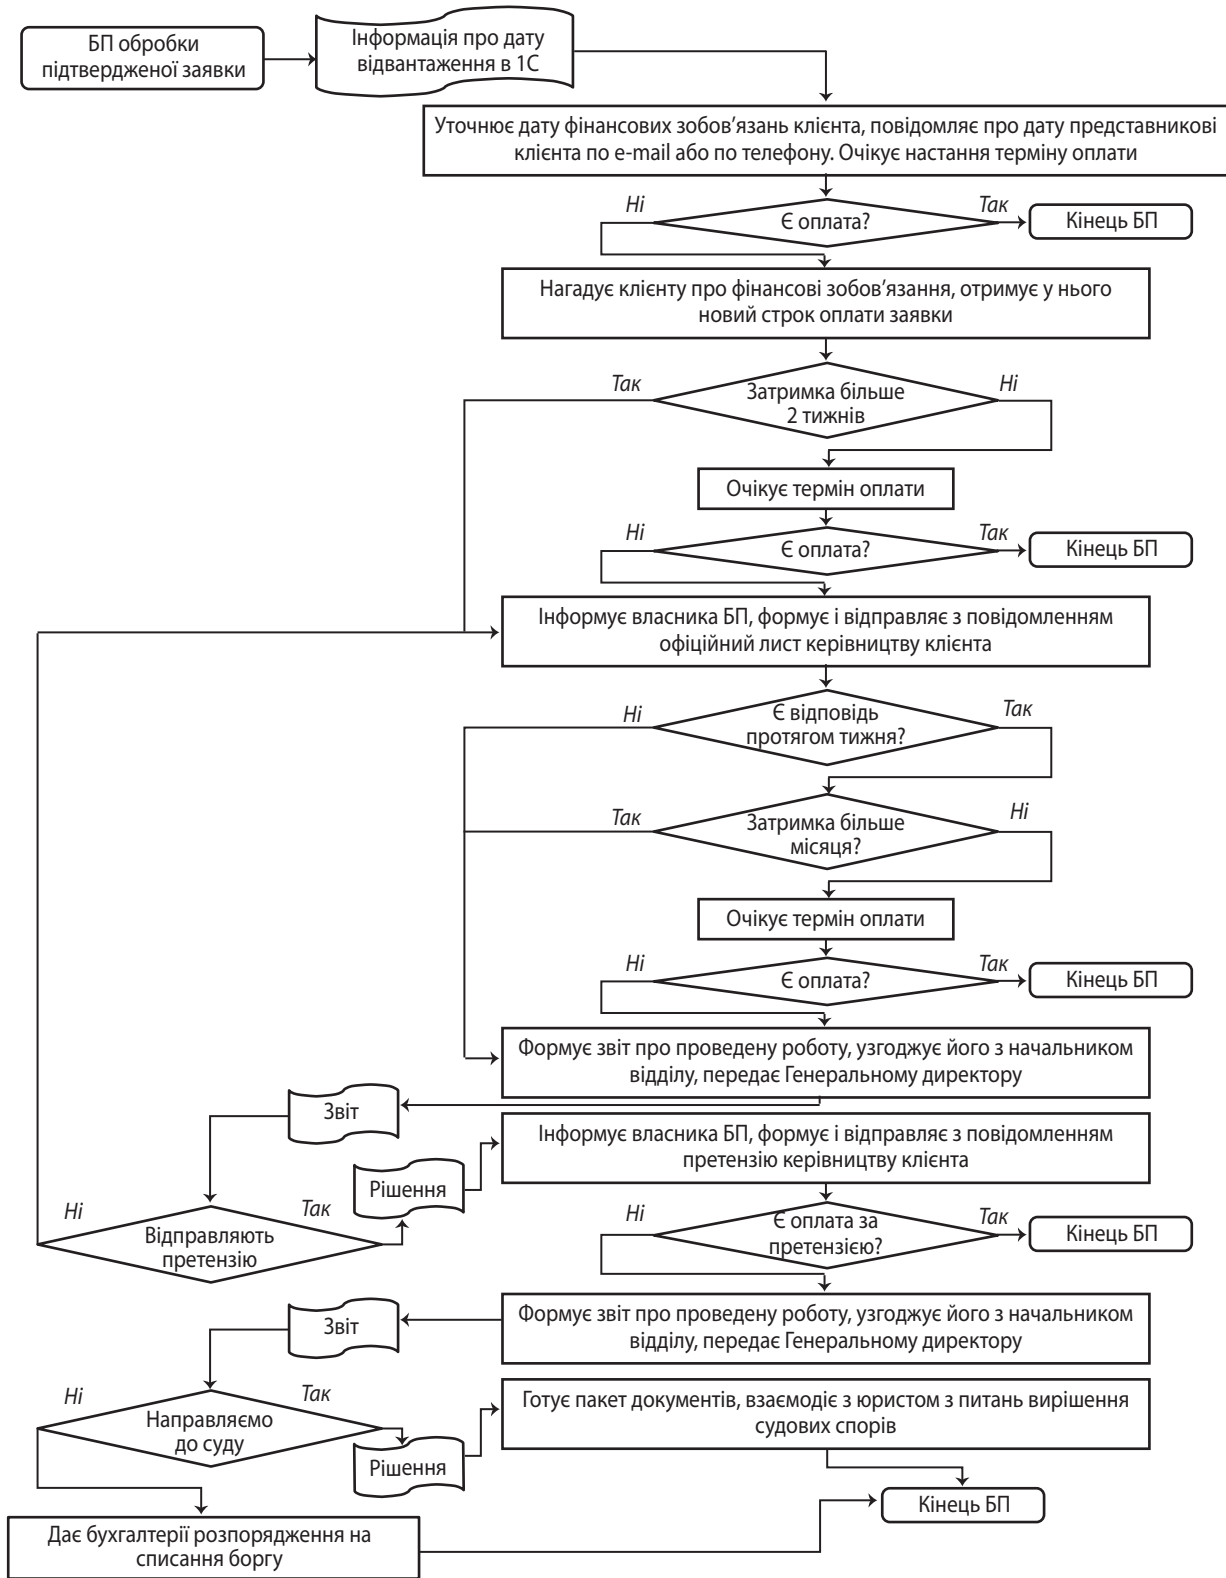 БП обробки
підтвердженої заявки
Інформація про дату
відвантаження в 1С
Уточнює дату фінансових зобов’язань клієнта, повідомляє про дату представникові
клієнта по e-mail або по телефону. Очікує настання терміну оплати
Ні
Є оплата?
Так
Кінець БП
Нагадує клієнту про фінансові зобов’язання, отримує у нього
новий строк оплати заявки
Так
Затримка більше
2 тижнів
Ні
Очікує термін оплати
Ні
Є оплата?
Так
Кінець БП
Інформує власника БП, формує і відправляє з повідомленням
офіційний лист керівництву клієнта
Ні
Є відповідь
протягом тижня?
Так
Так
Затримка більше
місяця?
Ні
Очікує термін оплати
Ні
Є оплата?
Так
Кінець БП
Формує звіт про проведену роботу, узгоджує його з начальником
відділу, передає Генеральному директору
Звіт
Інформує власника БП, формує і відправляє з повідомленням
претензію керівництву клієнта
Рішення
Ні
Відправляють
претензію
Так
Ні
Є оплата за
претензією?
Так
Кінець БП
Формує звіт про проведену роботу, узгоджує його з начальником
відділу, передає Генеральному директору
Звіт
Ні
Направляємо
до суду
Так
Рішення
Готує пакет документів, взаємодіє з юристом з питань вирішення
судових спорів
Кінець БП
Дає бухгалтерії розпорядження на
списання боргу